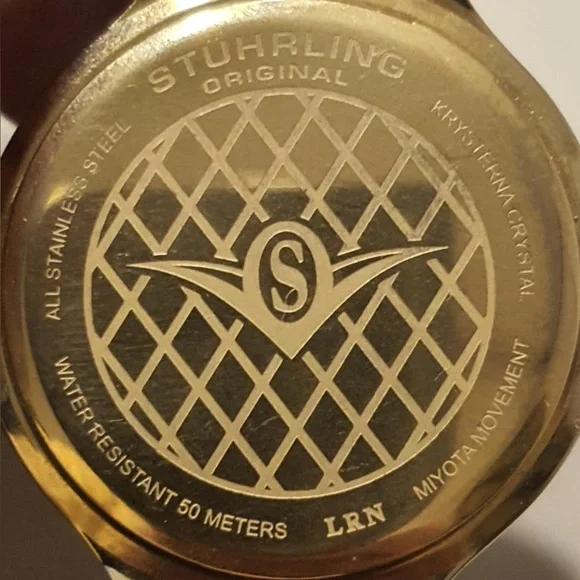 STUHRLING
ORIGINAL
KRYSTERNA CRYSTAL
ALL STAINLESS STEEL
S
WATER RESISTANT 50 METERS
LRN
MIYOTA MOVEMENT